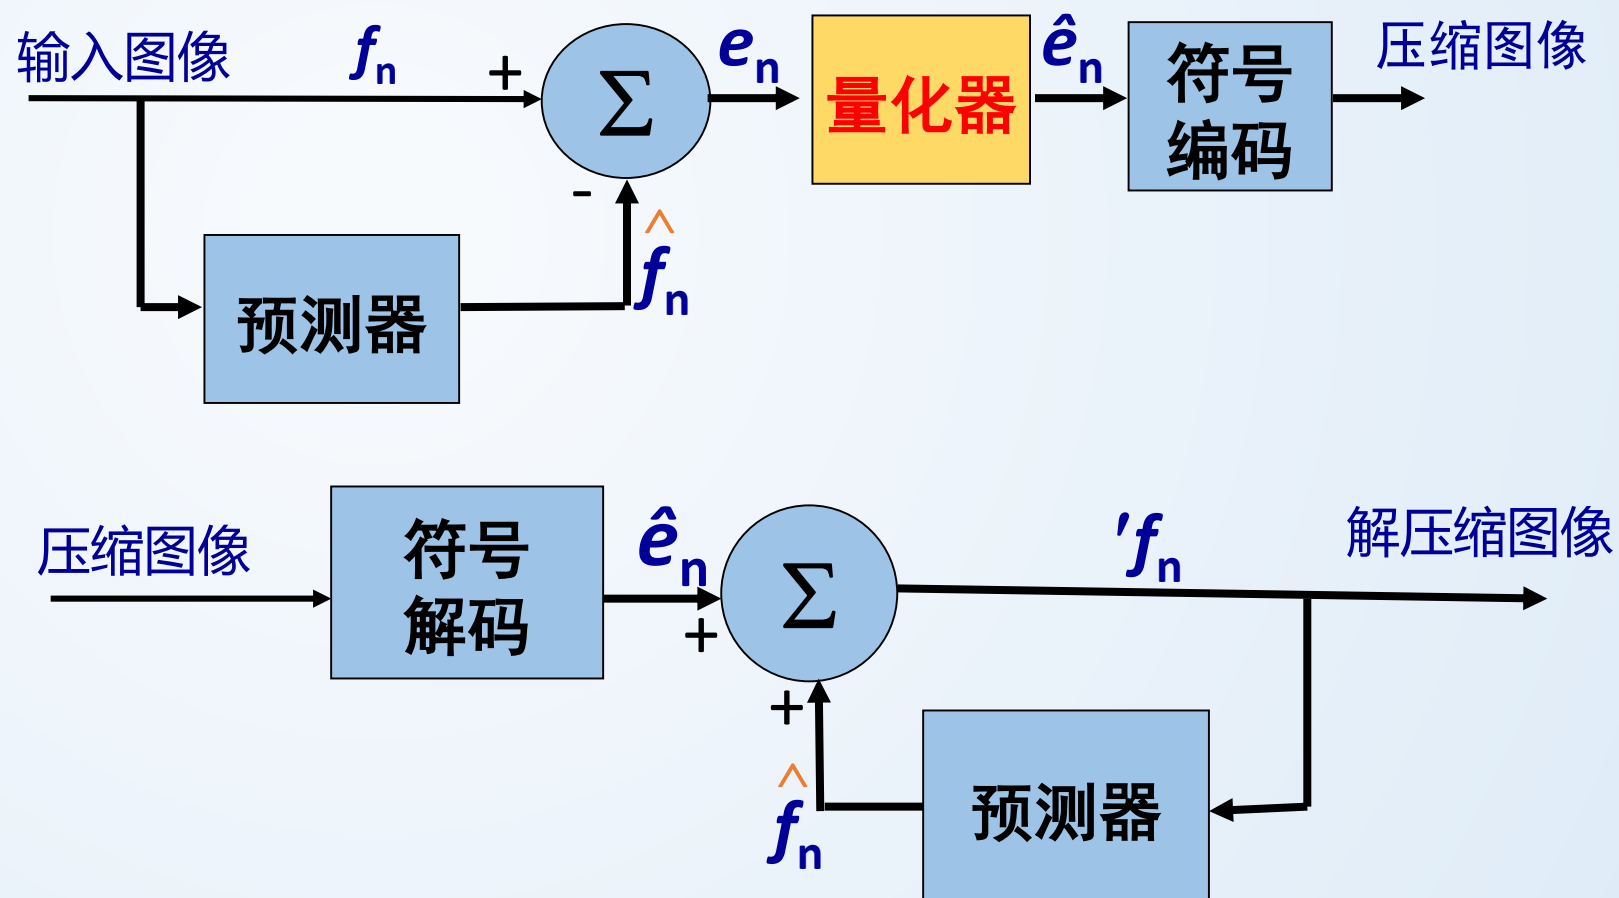 输入图像
fn
+
Σ
en
量化器
ên
符号
编码
压缩图像
-
^
fn
预测器
压缩图像
符号
解码
ên
+
Σ
′fn
解压缩图像
+
^
fn
预测器